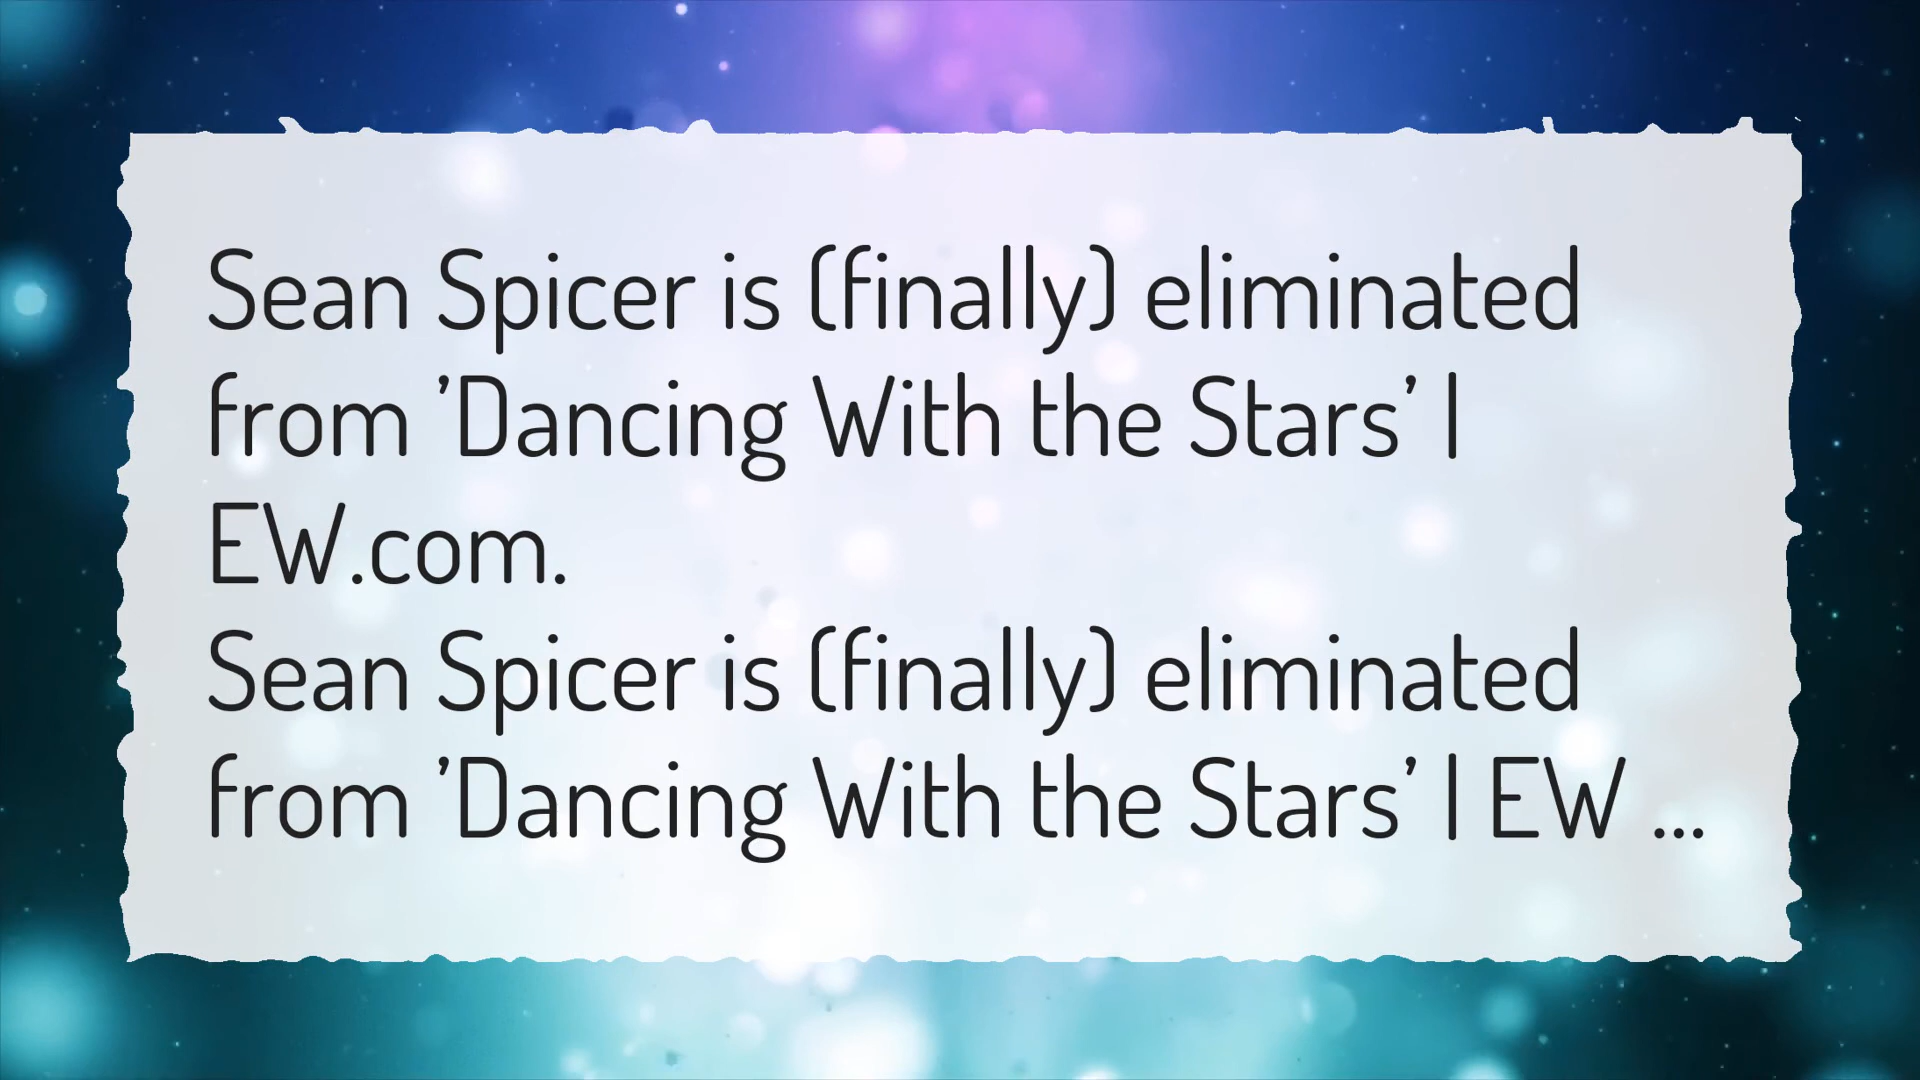 Sean Spicer is (finally) eliminated
from ’Dancing With the Stars’ |
EW.com.
Sean Spicer is (finally) eliminated
from ’Dancing With the Stars’ | EW ...